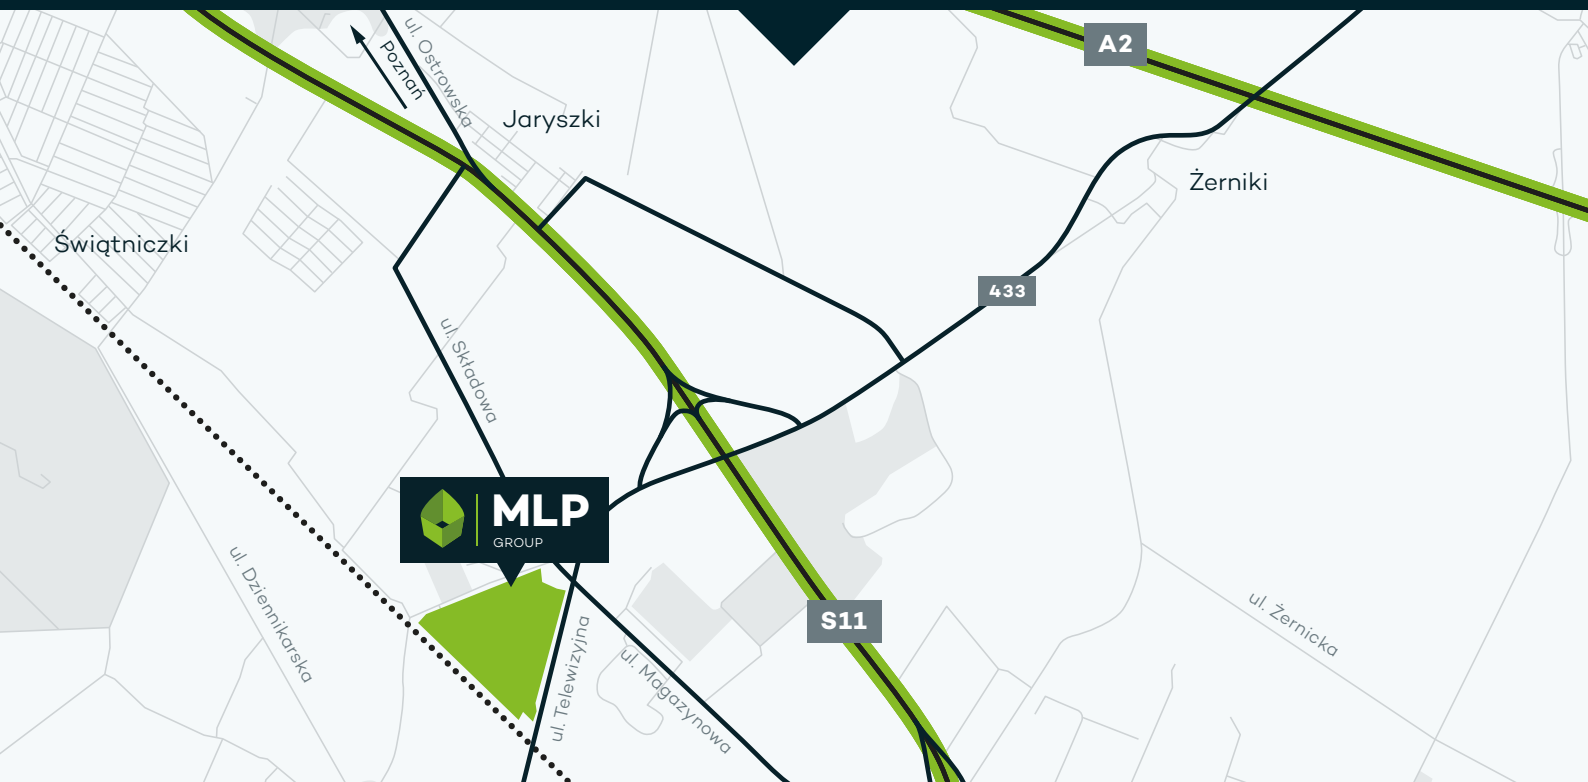 A2
ul. Ostrowska
Poznań
Jaryszki
Żerniki
Świątniczki
433
ul. Składowa
MLP
GROUP
ul. Dziennikarska
S11
ul. Żernicka
ul. Telewizyjna
ul. Magazynowa